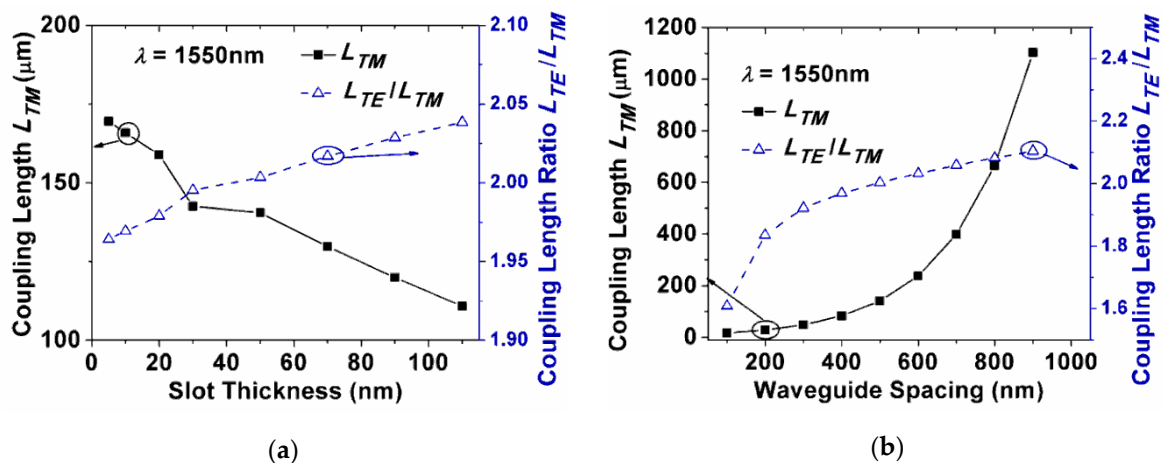 200
150
100
Coupling Length L_TM (μm)
λ = 1550nm
L_TM
L_TE/L_TM
2.10
2.05
2.00
1.95
1.90
Coupling Length Ratio L_TE/L_TM
0 20 40 60 80 100
Slot Thickness (nm)
(a)
1200
1000
800
600
400
200
0
Coupling Length L_TM (μm)
λ = 1550nm
L_TM
L_TE/L_TM
2.4
2.2
2.0
1.8
1.6
Coupling Length Ratio L_TE/L_TM
200 400 600 800 1000
Waveguide Spacing (nm)
(b)